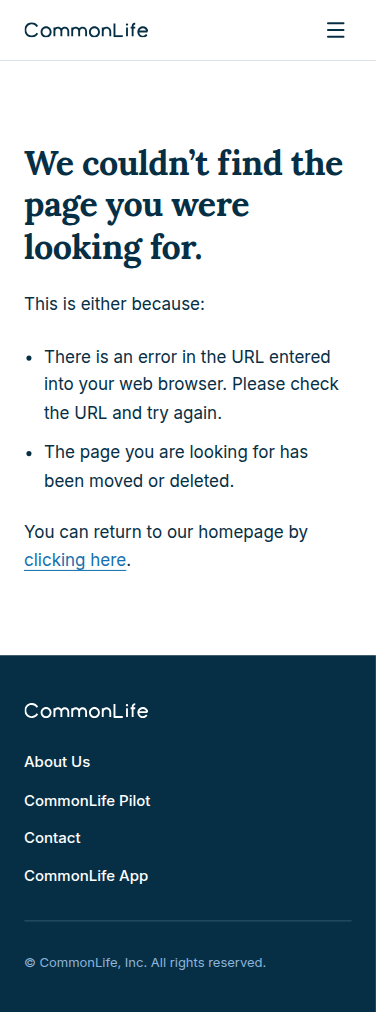 CommonLife
We couldn’t find the
page you were
looking for.
This is either because:
• There is an error in the URL entered
into your web browser. Please check
the URL and try again.
• The page you are looking for has
been moved or deleted.
You can return to our homepage by
clicking here.
CommonLife
About Us
CommonLife Pilot
Contact
CommonLife App
© CommonLife, Inc. All rights reserved.